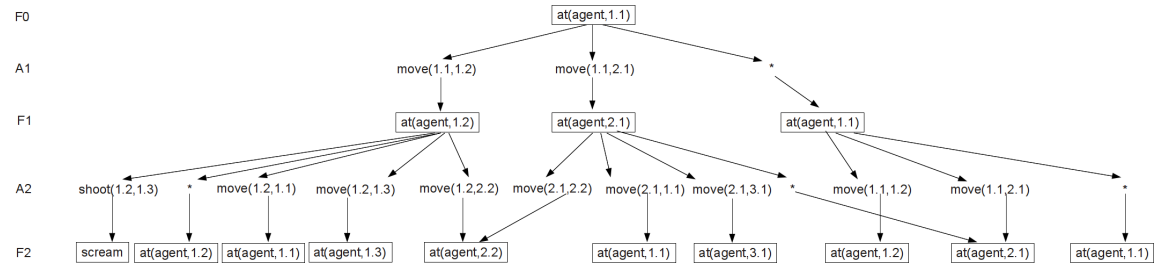 F0 at(agent,1.1)
A1 move(1.1,1.2) move(1.1,2.1) *
F1 at(agent,1.2) at(agent,2.1) at(agent,1.1)
A2 shoot(1.2,1.3) * move(1.2,1.1) move(1.2,1.3) move(1.2,2.2) move(2.1,2.2) move(2.1,1.1) move(2.1,3.1) * move(1.1,1.2) move(1.1,2.1) *
F2 scream at(agent,1.2) at(agent,1.1) at(agent,1.3) at(agent,2.2) at(agent,1.1) at(agent,3.1) at(agent,1.2) at(agent,2.1) at(agent,1.1)